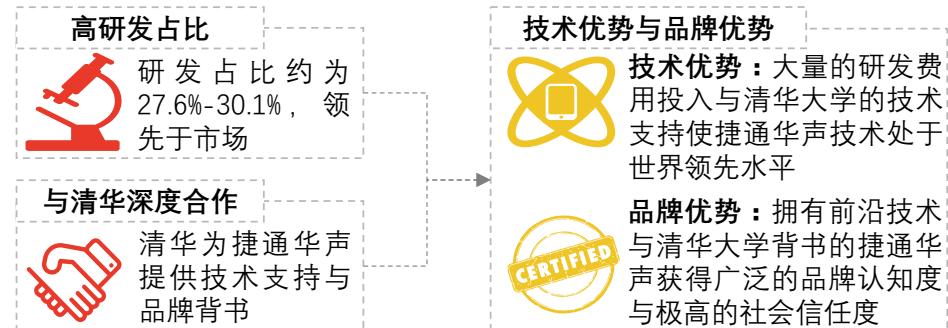 高研发占比
研发占比约为
27.6%-30.1%，领
先于市场
与清华深度合作
清华为捷通华声
提供技术支持与
品牌背书
技术优势与品牌优势
技术优势：大量的研发费
用投入与清华大学的技术
支持使捷通华声技术处于
世界领先水平
品牌优势：拥有前沿技术
与清华大学背书的捷通华
声获得广泛的品牌认知度
与极高的社会信任度
CERTIFIED